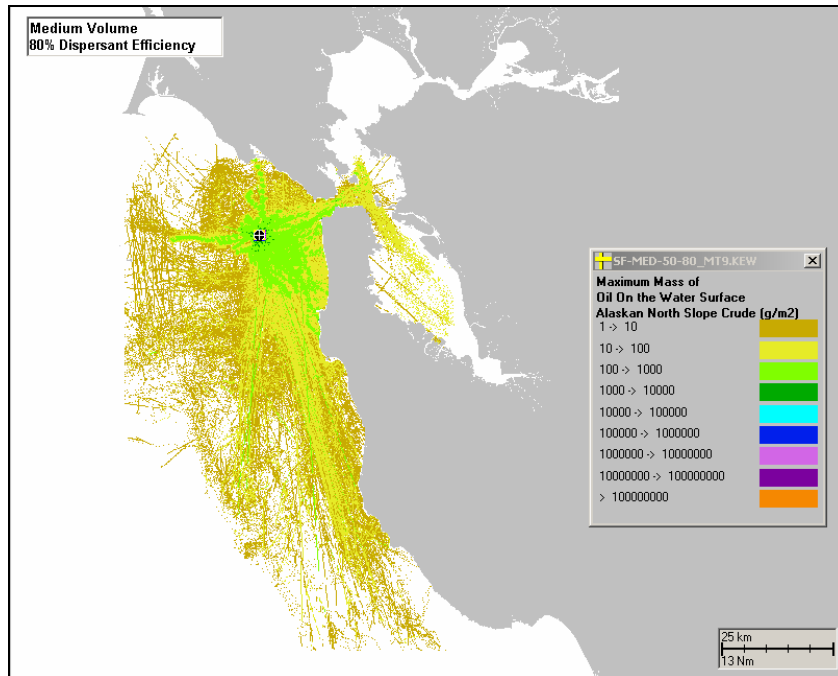 Medium Volume
80% Dispersant Efficiency
SF-MED-50-80_MT9.KEW
Maximum Mass of
Oil On the Water Surface
Alaskan North Slope Crude (g/m2)
1 -> 10
10 -> 100
100 -> 1000
1000 -> 10000
10000 -> 100000
100000 -> 1000000
1000000 -> 10000000
10000000 -> 100000000
> 100000000
25 km
13 Nm